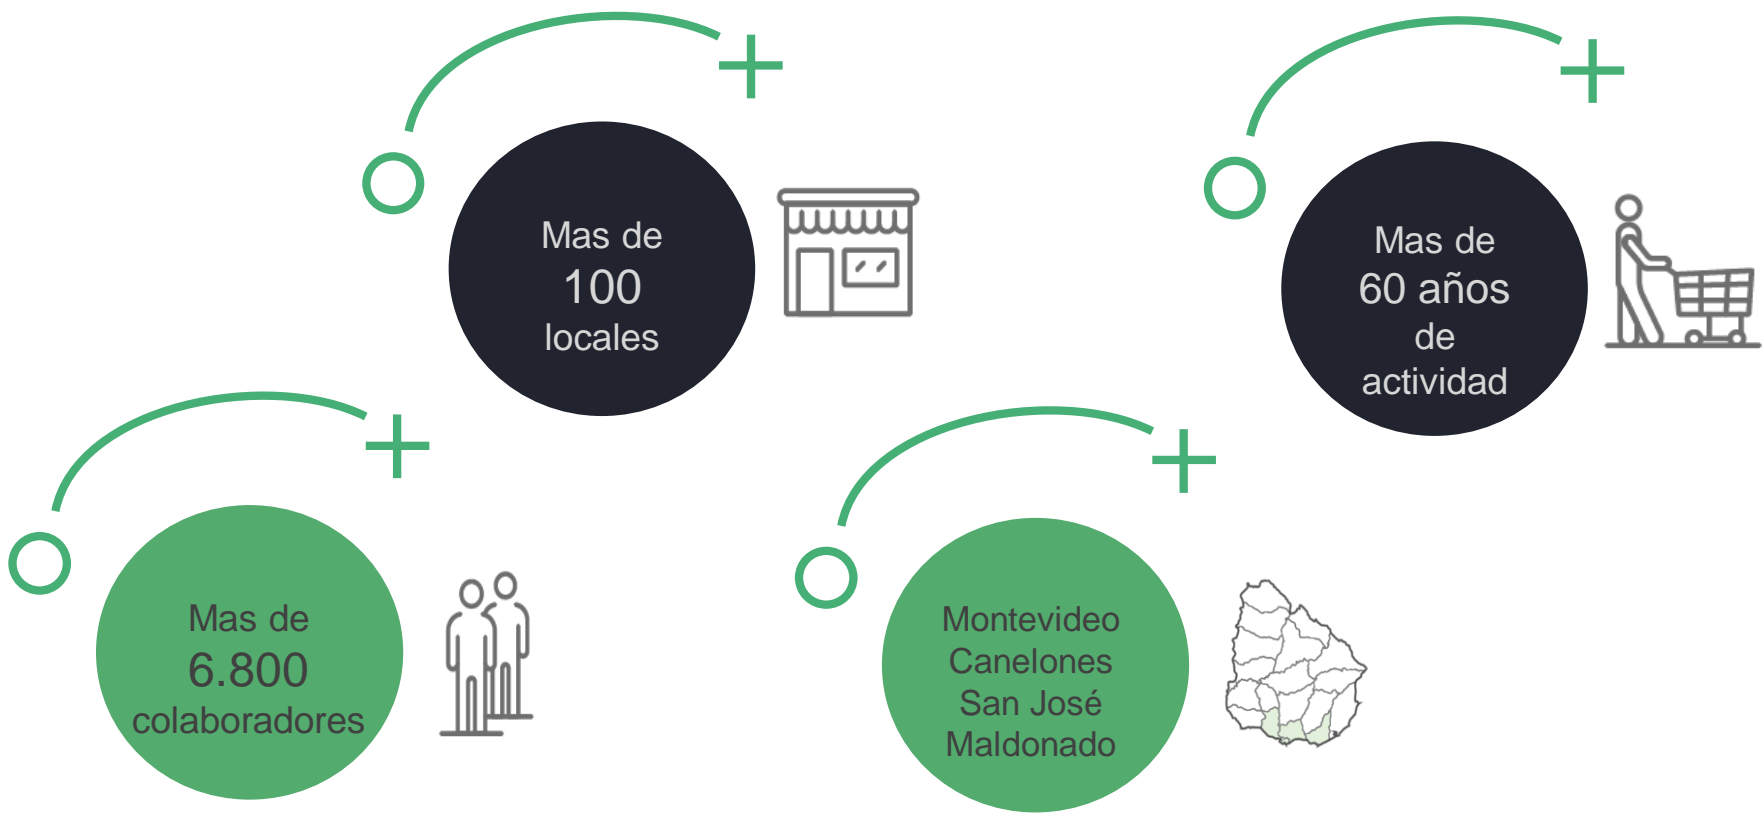 Mas de
100
locales
Mas de
60 años
de
actividad
Mas de
6.800
colaboradores
Montevideo
Canelones
San José
Maldonado